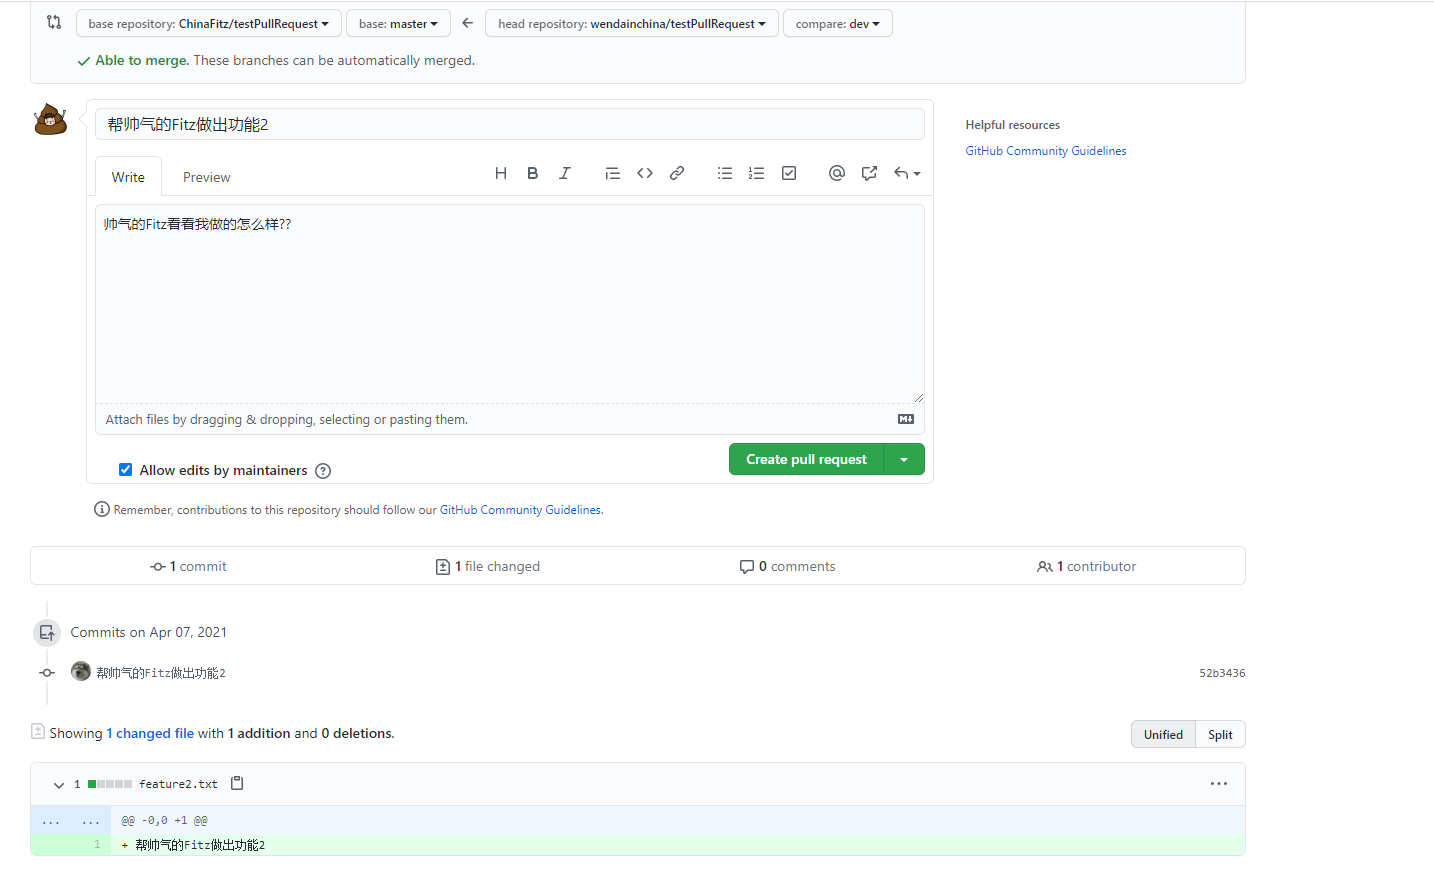 base repository: ChinaFitz/testPullRequest base: master head repository: wendainchina/testPullRequest compare: dev
Able to merge. These branches can be automatically merged.
帮帅气的Fitz做出功能2
Helpful resources
GitHub Community Guidelines
Write Preview
帅气的Fitz看看我做的怎么样??
Attach files by dragging & dropping, selecting or pasting them.
Allow edits by maintainers
Create pull request
Remember, contributions to this repository should follow our GitHub Community Guidelines.
1 commit 1 file changed 0 comments 1 contributor
Commits on Apr 07, 2021
帮帅气的Fitz做出功能2 52b3436
Showing 1 changed file with 1 addition and 0 deletions.
Unified Split
1 feature2.txt
... ... @@ -0,0 +1 @@
1 + 帮帅气的Fitz做出功能2